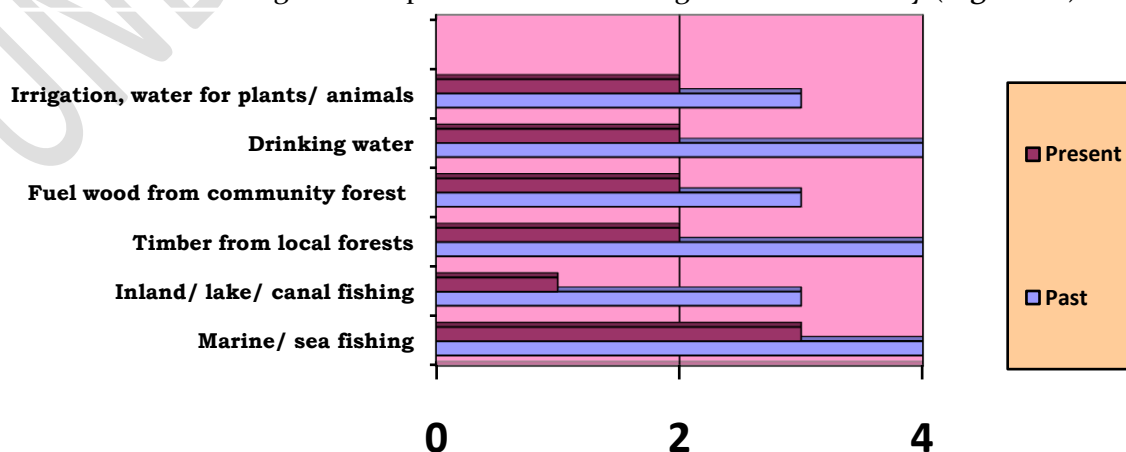 Irrigation, water for plants/ animals
Drinking water
Fuel wood from community forest
Timber from local forests
Inland/ lake/ canal fishing
Marine/ sea fishing
0 2 4
Present
Past